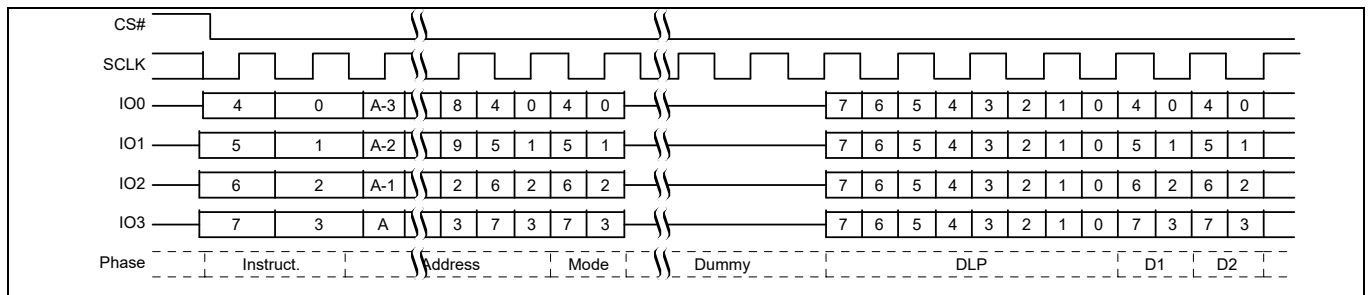 CS#
SCLK
IO0 4 0 A-3 8 4 0 4 0 7 6 5 4 3 2 1 0 4 0 4 0
IO1 5 1 A-2 9 5 1 5 1 7 6 5 4 3 2 1 0 5 1 5 1
IO2 6 2 A-1 2 6 2 6 2 7 6 5 4 3 2 1 0 6 2 6 2
IO3 7 3 A 3 7 3 7 3 7 6 5 4 3 2 1 0 7 3 7 3
Phase Instruct. Address Mode Dummy DLP D1 D2